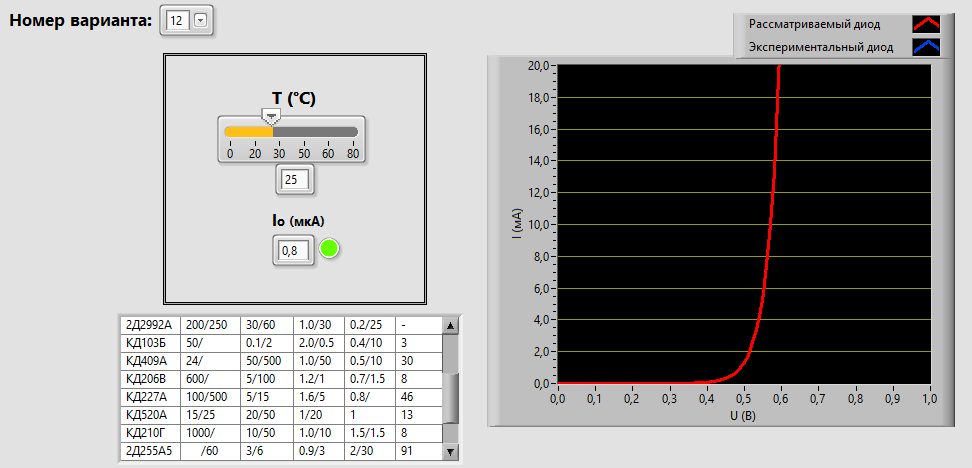 Номер варианта: 12
T (°C)
0 20 30 50 60 80
25
Io (мкА)
0,8
2Д2992А 200/250 30/60 1.0/30 0.2/25 -
КД103Б 50/ 0.1/2 2.0/0.5 0.4/10 3
КД409А 24/ 50/500 1.0/50 0.5/10 30
КД206В 600/ 5/100 1.2/1 0.7/1.5 8
КД227А 100/500 5/15 1.6/5 0.8/ 46
КД520А 15/25 20/50 1/20 1 13
КД210Г 1000/ 10/50 1.0/10 1.5/1.5 8
2Д255А5 /60 3/6 0.9/3 2/30 91
Рассматриваемый диод
Экспериментальный диод
20,0
18,0
16,0
14,0
12,0
10,0
8,0
6,0
4,0
2,0
0,0
I (мА)
0,0 0,1 0,2 0,3 0,4 0,5 0,6 0,7 0,8 0,9 1,0
U (В)